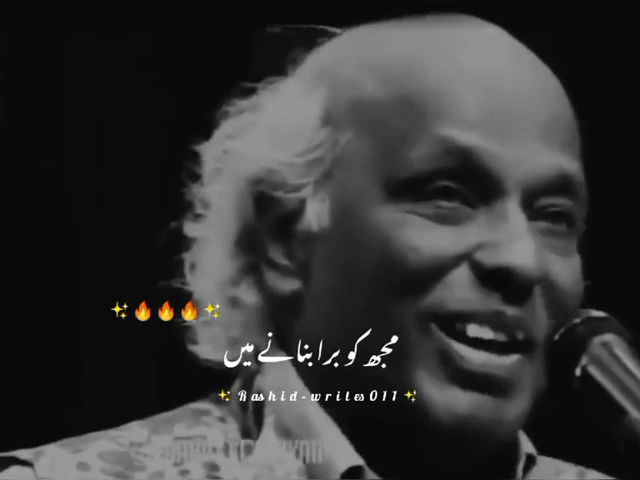 ✨🔥🔥🔥✨
مجھ کو برا بنانے میں
✨Rashid-writes011✨